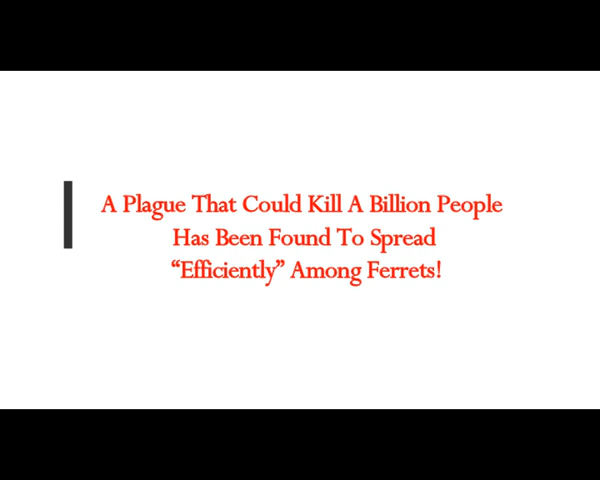 A Plague That Could Kill A Billion People
Has Been Found To Spread
“Efficiently” Among Ferrets!